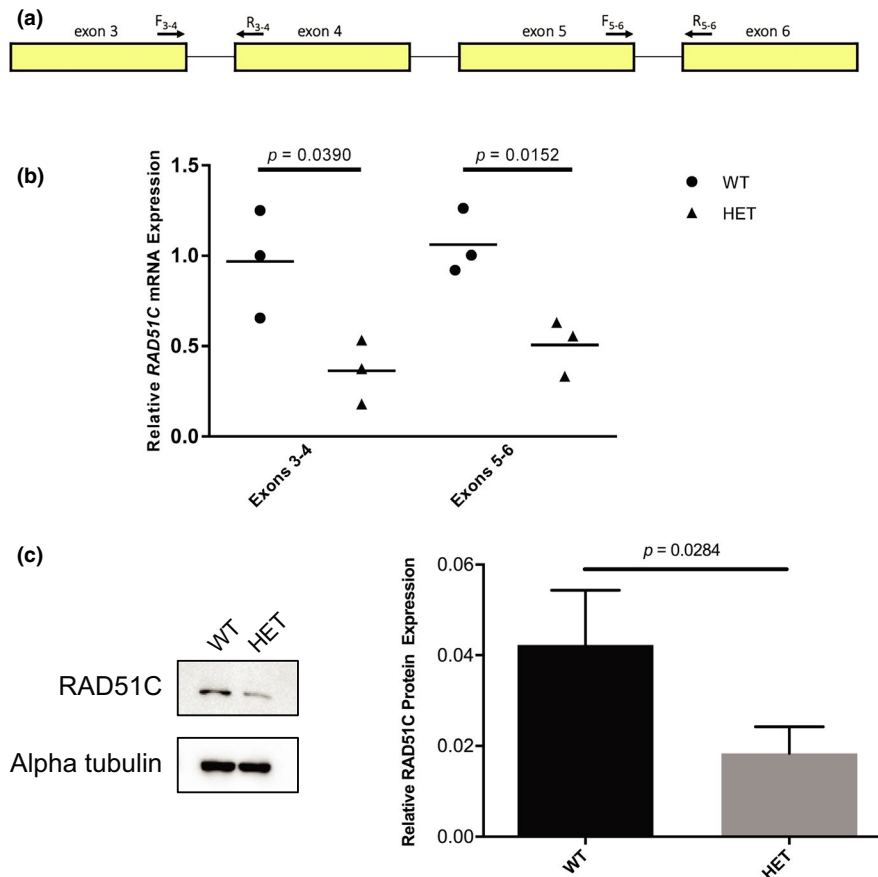 (a)
exon 3 F3-4 R3-4 exon 4 exon 5 F5-6 R5-6 exon 6
(b)
Relative RAD51C mRNA Expression
1.5
1.0
0.5
0.0
p = 0.0390
p = 0.0152
WT
HET
Exons 3-4
Exons 5-6
(c)
WT HET
RAD51C
Alpha tubulin
Relative RAD51C Protein Expression
0.06
0.04
0.02
0.00
p = 0.0284
WT
HET